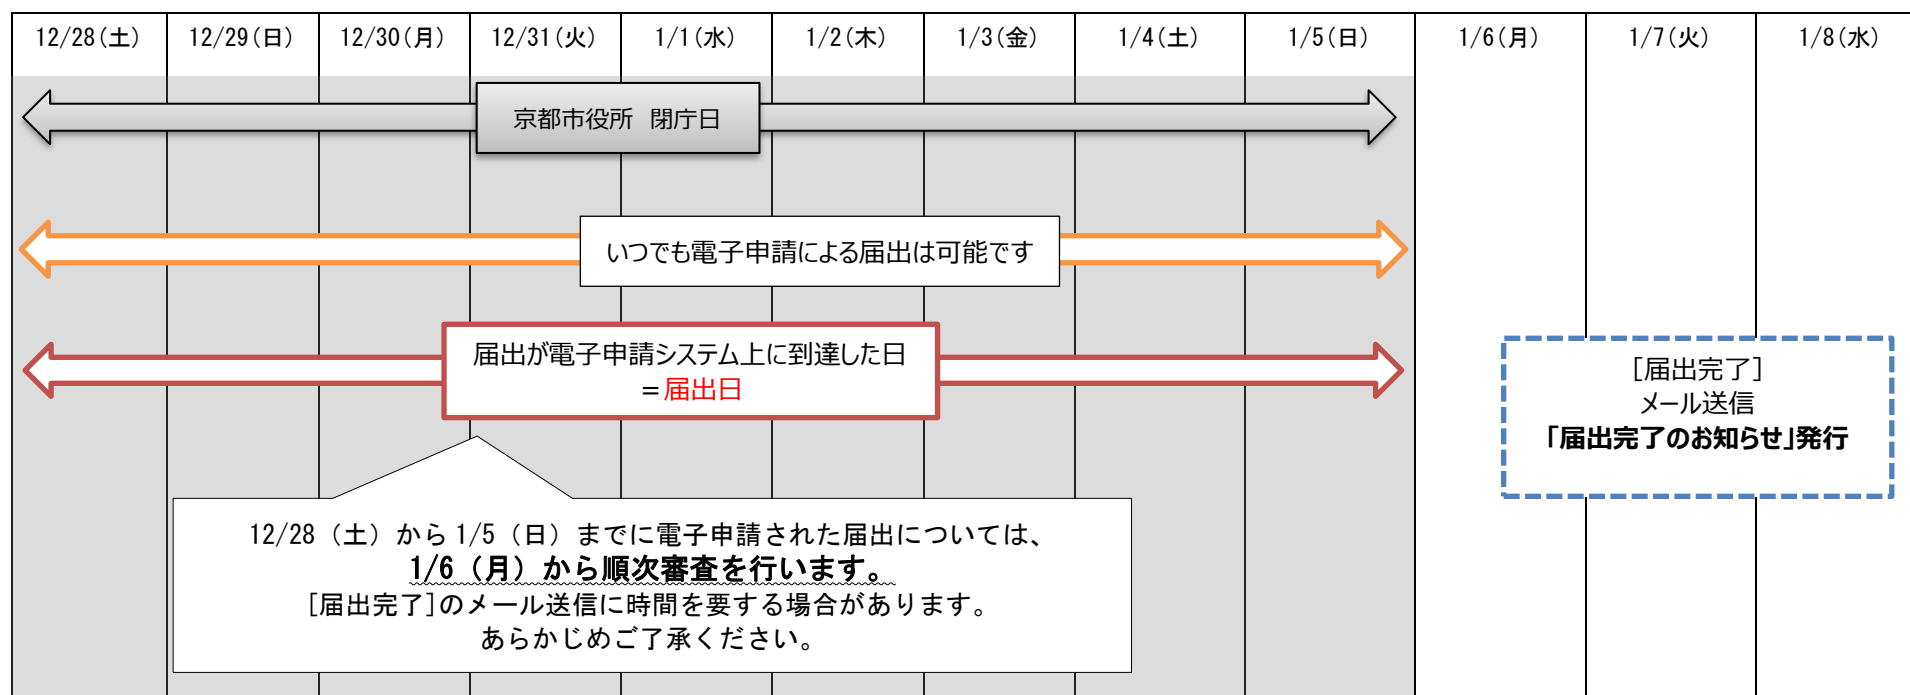 12/28(土) 12/29(日) 12/30(月) 12/31(火) 1/1(水) 1/2(木) 1/3(金) 1/4(土) 1/5(日) 1/6(月) 1/7(火) 1/8(水)
京都市役所 閉庁日
いつでも電子申請による届出は可能です
届出が電子申請システム上に到達した日
=届出日
[届出完了]
メール送信
「届出完了のお知らせ」発行
12/28（土）から 1/5（日）までに電子申請された届出については、
1/6（月）から順次審査を行います。
[届出完了]のメール送信に時間を要する場合があります。
あらかじめご了承ください。